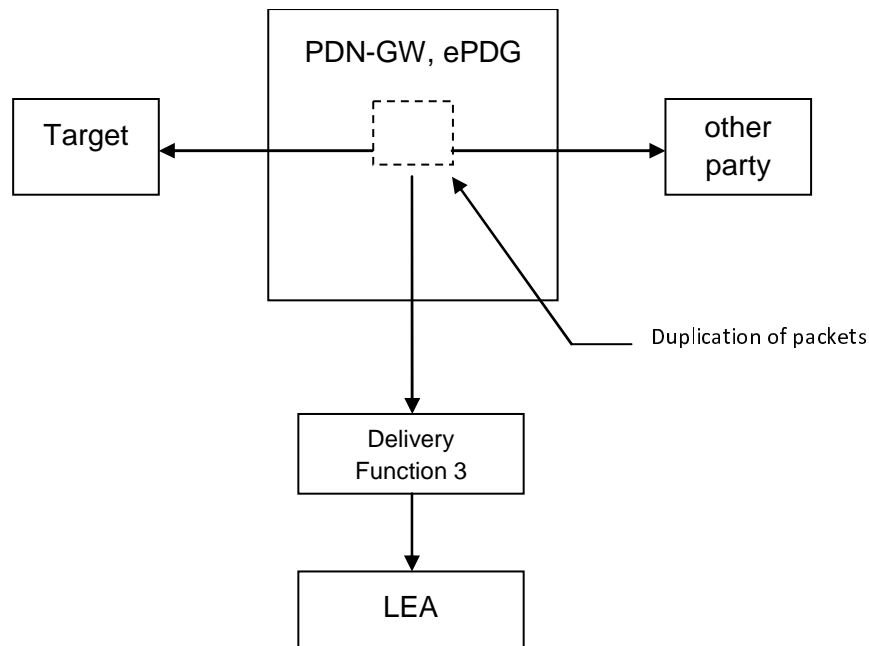 PDN-GW, ePDG
Target
other
party
Duplication of packets
Delivery
Function 3
LEA